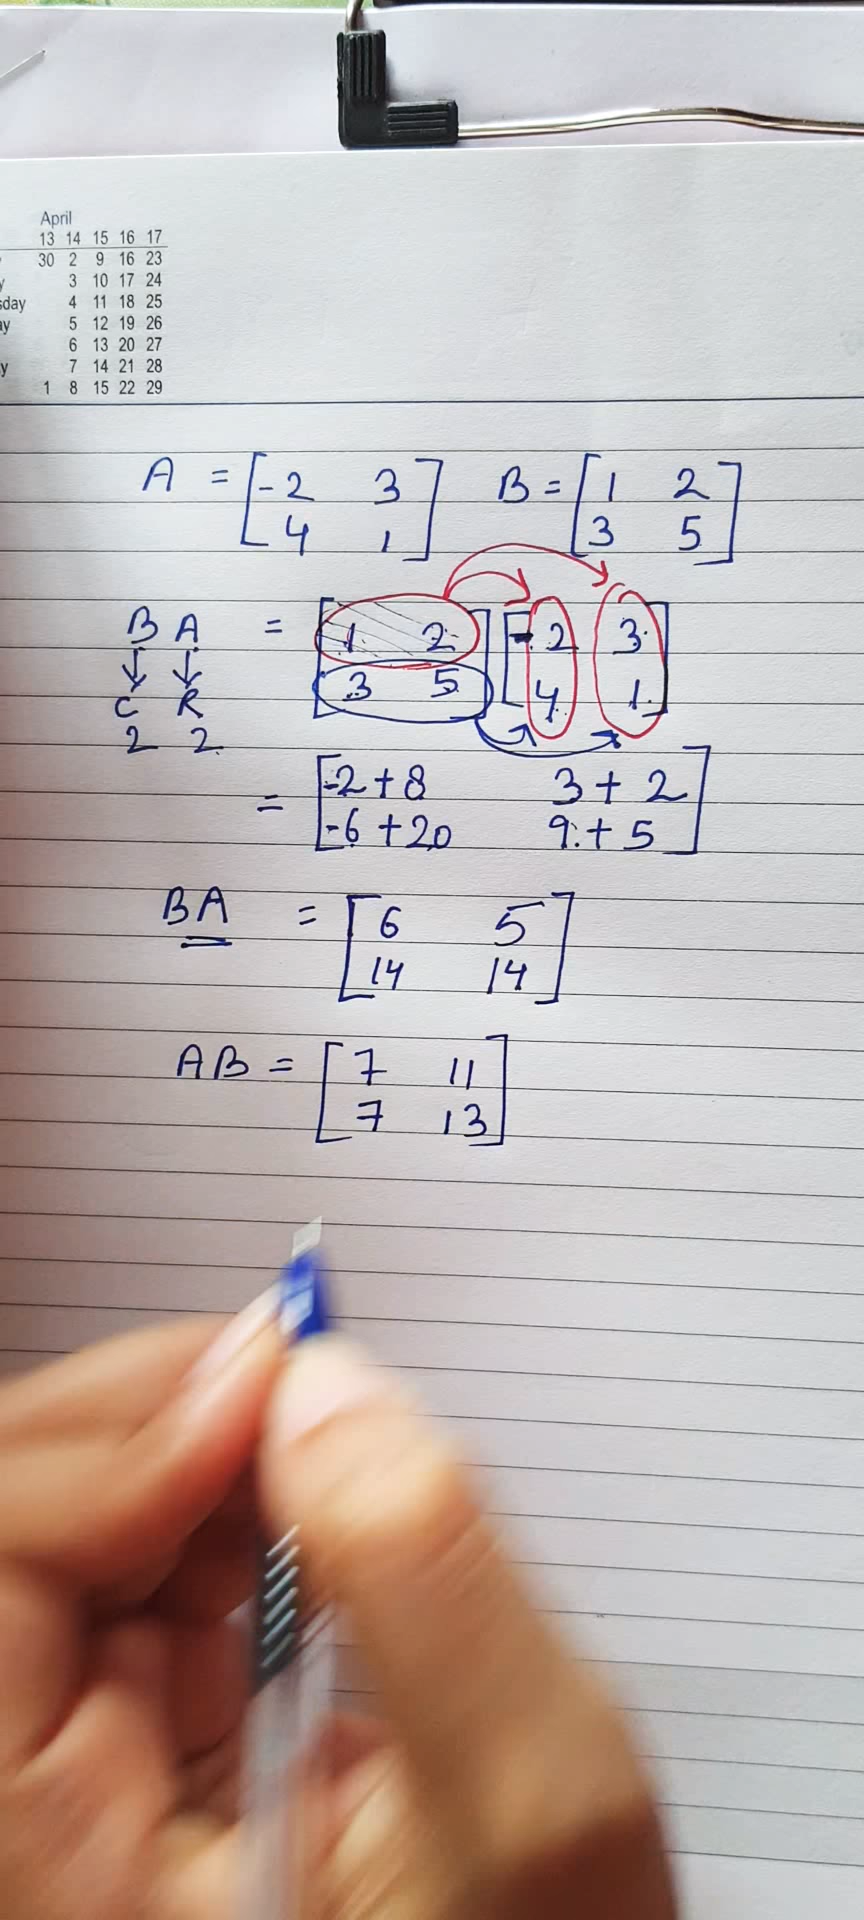 April
13 14 15 16 17
30 2 9 16 23
3 10 17 24
sday 4 11 18 25
ay 5 12 19 26
6 13 20 27
y 7 14 21 28
1 8 15 22 29
A = [-2 3] B = [1 2]
[4 1] [3 5]
B A = [1 2] [-2 3]
C R [3 5] [4 1]
2 2
= [-2+8 3+2]
[-6+20 9+5]
BA = [6 5]
[14 14]
AB = [7 11]
[7 13]